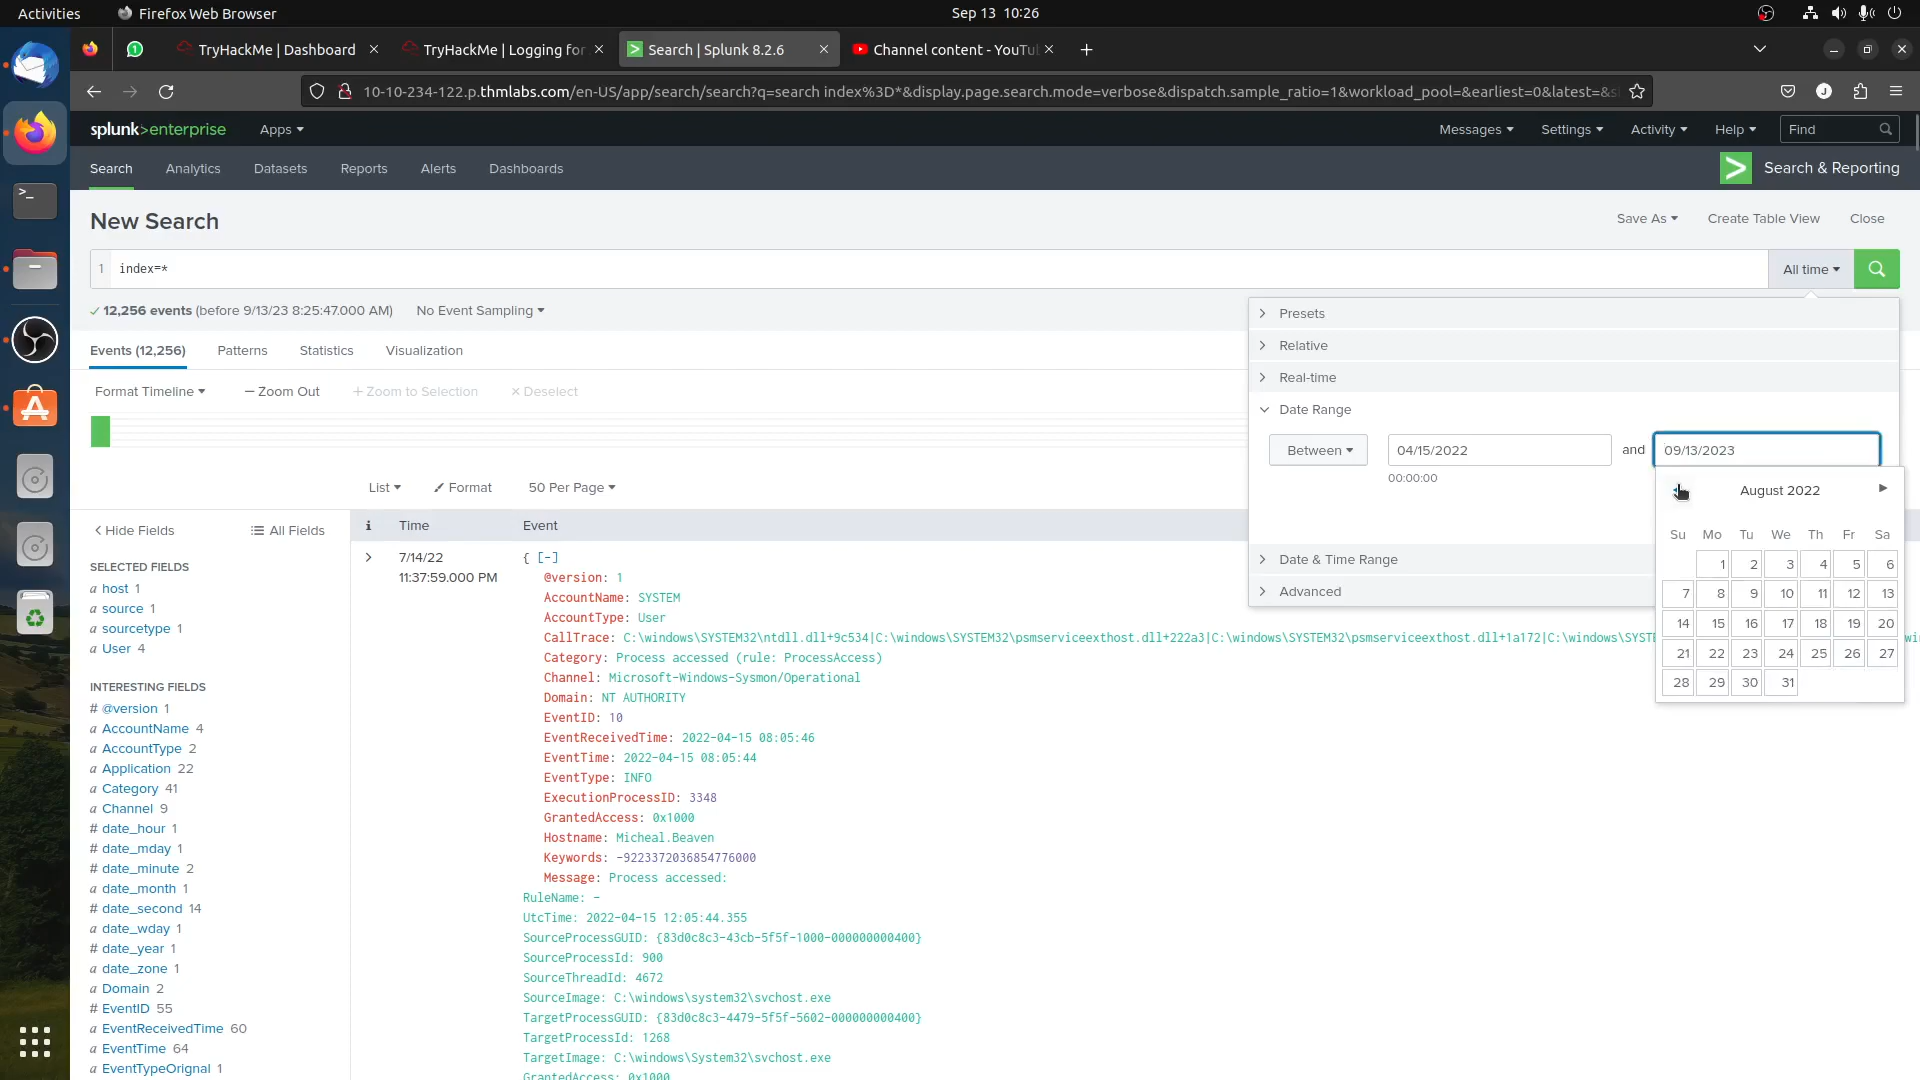 Activities
Firefox Web Browser
Sep 13 10:26
TryHackMe | Dashboard
TryHackMe | Logging for
Search | Splunk 8.2.6
Channel content - YouTu
10-10-234-122.p.thmlabs.com/en-US/app/search/search?q=search index%3D*&display.page.search.mode=verbose&dispatch.sample_ratio=1&workload_pool=&earliest=0&latest=&s
splunk>enterprise
Apps
Messages
Settings
Activity
Help
Find
Search
Analytics
Datasets
Reports
Alerts
Dashboards
Search & Reporting
New Search
Save As
Create Table View
Close
1 index=*
All time
12,256 events (before 9/13/23 8:25:47.000 AM)
No Event Sampling
Presets
Relative
Real-time
Date Range
Between
04/15/2022
and
09/13/2023
00:00:00
Date & Time Range
Advanced
August 2022
Su Mo Tu We Th Fr Sa
1 2 3 4 5 6
7 8 9 10 11 12 13
14 15 16 17 18 19 20
21 22 23 24 25 26 27
28 29 30 31
Events (12,256)
Patterns
Statistics
Visualization
Format Timeline
— Zoom Out
+ Zoom to Selection
× Deselect
List
Format
50 Per Page
Hide Fields
All Fields
SELECTED FIELDS
a host 1
a source 1
a sourcetype 1
a User 4
INTERESTING FIELDS
# @version 1
a AccountName 4
a AccountType 2
a Application 22
a Category 41
a Channel 9
# date_hour 1
# date_mday 1
# date_minute 2
a date_month 1
# date_second 14
a date_wday 1
# date_year 1
a date_zone 1
a Domain 2
# EventID 55
a EventReceivedTime 60
a EventTime 64
a EventTypeOrignal 1
i Time Event
7/14/22
11:37:59.000 PM
{ [-]
@version: 1
AccountName: SYSTEM
AccountType: User
CallTrace: C:\windows\SYSTEM32\ntdll.dll+9c534|C:\windows\SYSTEM32\psmserviceexthost.dll+222a3|C:\windows\SYSTEM32\psmserviceexthost.dll+1a172|C:\windows\SYSTE
Category: Process accessed (rule: ProcessAccess)
Channel: Microsoft-Windows-Sysmon/Operational
Domain: NT AUTHORITY
EventID: 10
EventReceivedTime: 2022-04-15 08:05:46
EventTime: 2022-04-15 08:05:44
EventType: INFO
ExecutionProcessID: 3348
GrantedAccess: 0x1000
Hostname: Micheal.Beaven
Keywords: -9223372036854776000
Message: Process accessed:
RuleName: -
UtcTime: 2022-04-15 12:05:44.355
SourceProcessGUID: {83d0c8c3-43cb-5f5f-1000-000000000400}
SourceProcessId: 900
SourceThreadId: 4672
SourceImage: C:\windows\system32\svchost.exe
TargetProcessGUID: {83d0c8c3-4479-5f5f-5602-000000000400}
TargetProcessId: 1268
TargetImage: C:\windows\System32\svchost.exe
GrantedAccess: 0x1000